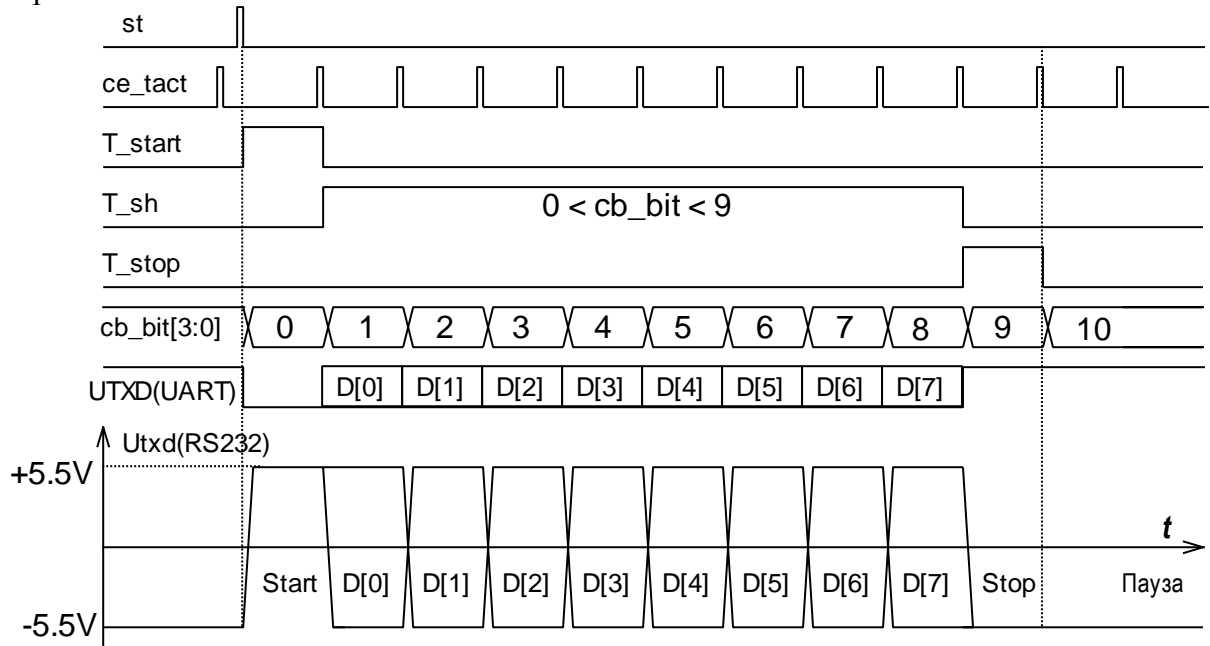 st
ce_tact
T_start
T_sh 0 < cb_bit < 9
T_stop
cb_bit[3:0] 0 1 2 3 4 5 6 7 8 9 10
UTXD(UART) D[0] D[1] D[2] D[3] D[4] D[5] D[6] D[7]
Utxd(RS232)
+5.5V
t
Start D[0] D[1] D[2] D[3] D[4] D[5] D[6] D[7] Stop Пауза
-5.5V